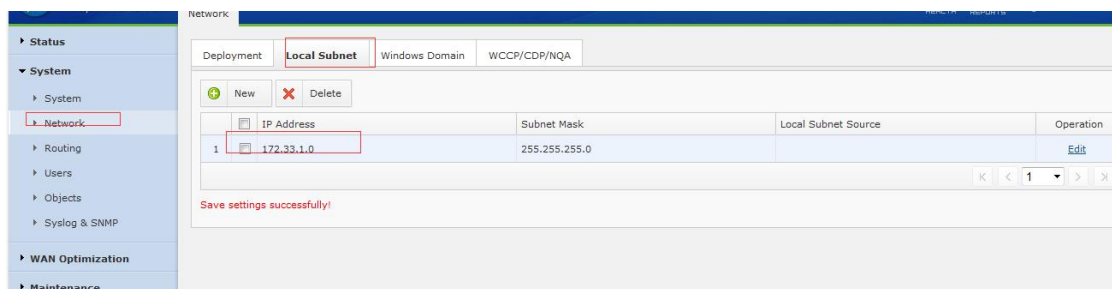 HEALTH REPORTS
Network
Status
System
System
Network
Routing
Users
Objects
Syslog & SNMP
WAN Optimization
Maintenance
Deployment Local Subnet Windows Domain WCCP/CDP/NQA
New Delete
IP Address Subnet Mask Local Subnet Source Operation
1 172.33.1.0 255.255.255.0 Edit
1
Save settings successfully!